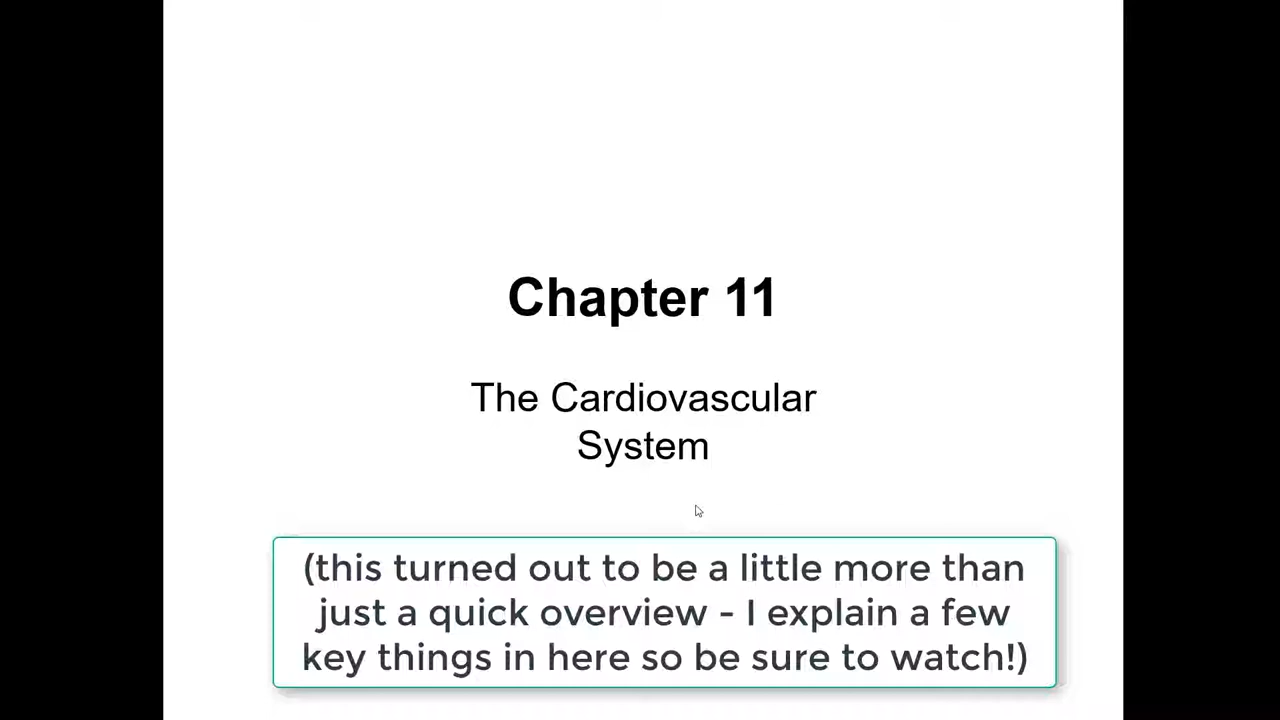 Chapter 11
The Cardiovascular
System
(this turned out to be a little more than
just a quick overview - I explain a few
key things in here so be sure to watch!)